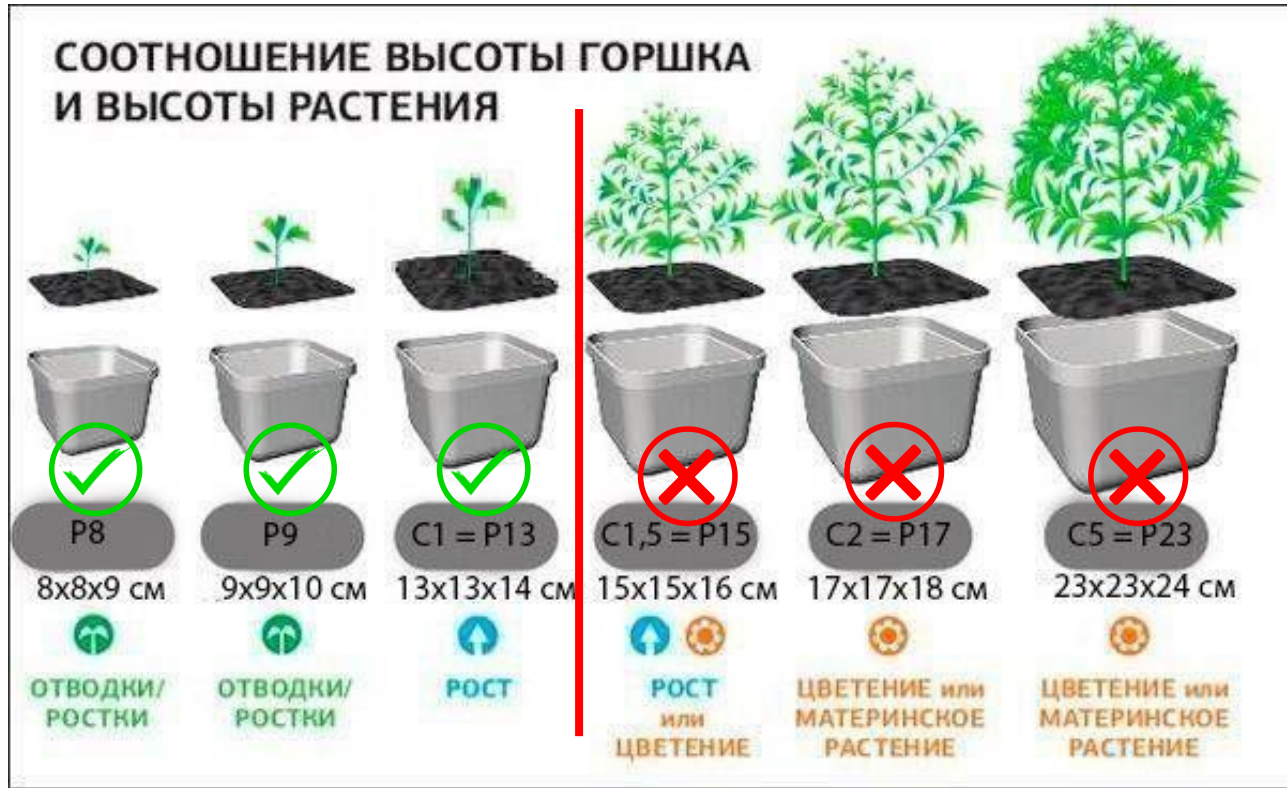 СООТНОШЕНИЕ ВЫСОТЫ ГОРШКА
И ВЫСОТЫ РАСТЕНИЯ
P8
P9
C1 = P13
C1,5 = P15
C2 = P17
C5 = P23
8x8x9 см
9x9x10 см
13x13x14 см
15x15x16 см
17x17x18 см
23x23x24 см
ОТВОДКИ/
РОСТКИ
ОТВОДКИ/
РОСТКИ
РОСТ
РОСТ
или
ЦВЕТЕНИЕ
ЦВЕТЕНИЕ или
МАТЕРИНСКОЕ
РАСТЕНИЕ
ЦВЕТЕНИЕ или
МАТЕРИНСКОЕ
РАСТЕНИЕ